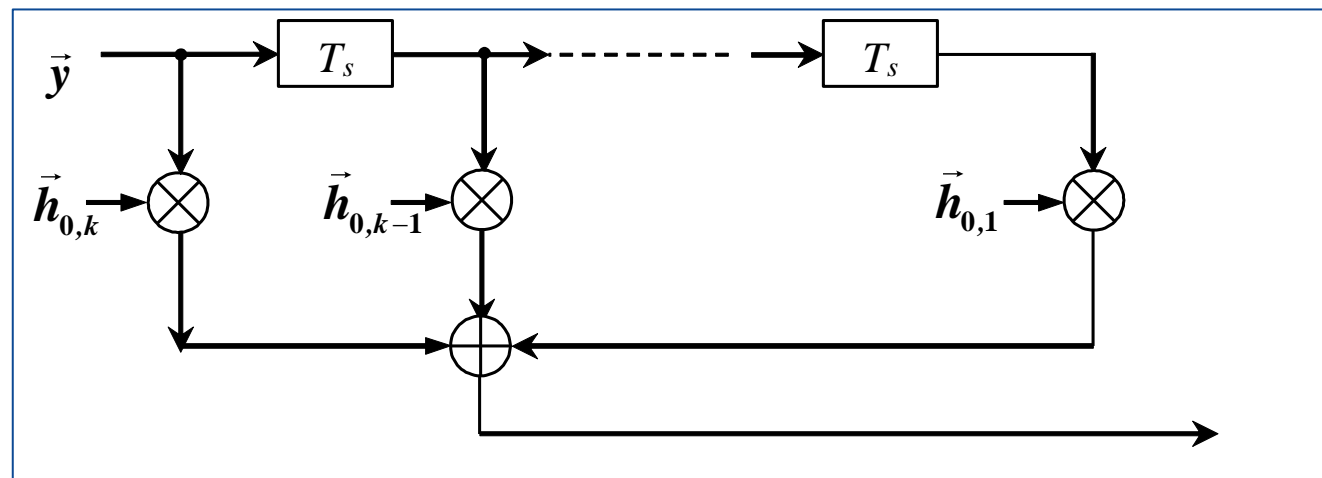 y⃗
Tₛ
Tₛ
h⃗₀,ₖ
h⃗₀,ₖ₋₁
h⃗₀,₁